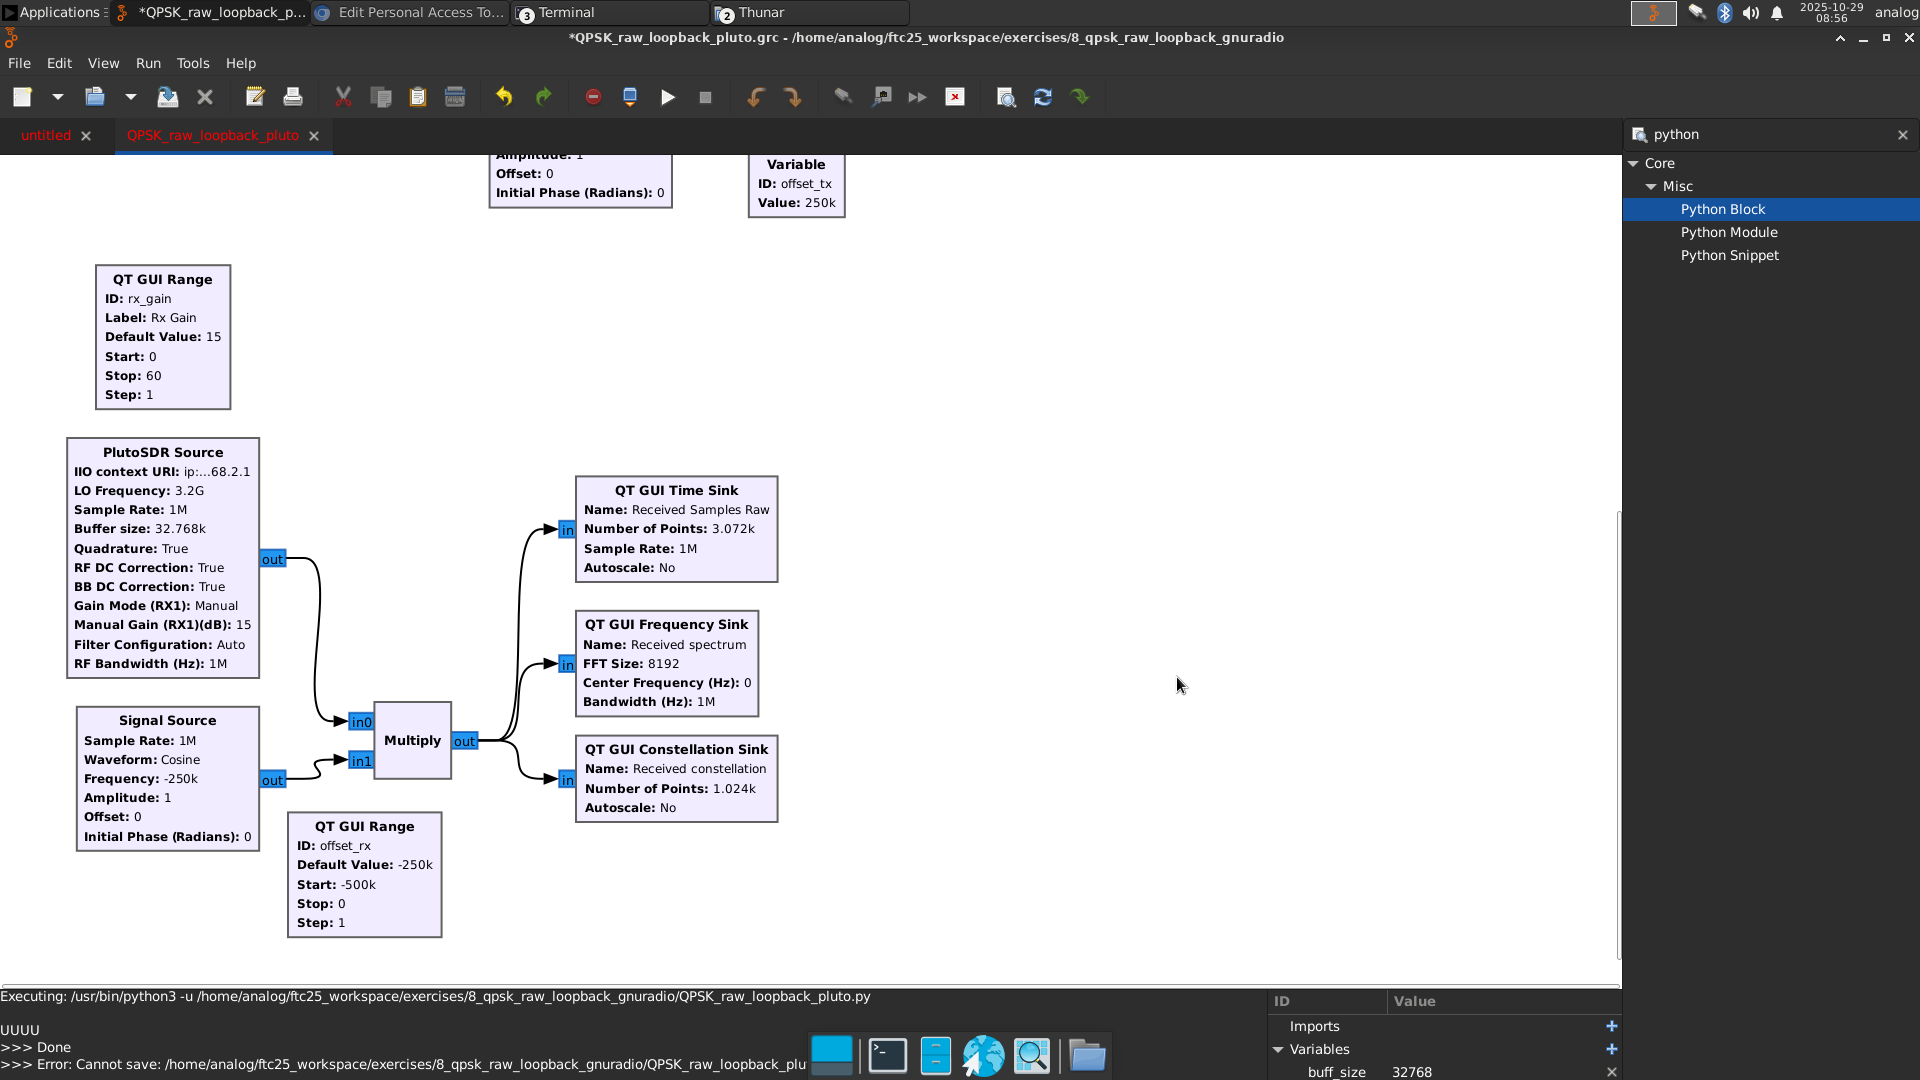 Applications
*QPSK_raw_loopback_p...
Edit Personal Access To...
3 Terminal
2 Thunar
2025-10-29
08:56
analog
*QPSK_raw_loopback_pluto.grc - /home/analog/ftc25_workspace/exercises/8_qpsk_raw_loopback_gnuradio
File Edit View Run Tools Help
untitled
QPSK_raw_loopback_pluto
python
Core
Misc
Python Block
Python Module
Python Snippet
Amplitude: 1
Offset: 0
Initial Phase (Radians): 0
Variable
ID: offset_tx
Value: 250k
QT GUI Range
ID: rx_gain
Label: Rx Gain
Default Value: 15
Start: 0
Stop: 60
Step: 1
PlutoSDR Source
IIO context URI: ip:...68.2.1
LO Frequency: 3.2G
Sample Rate: 1M
Buffer size: 32.768k
Quadrature: True
RF DC Correction: True
BB DC Correction: True
Gain Mode (RX1): Manual
Manual Gain (RX1)(dB): 15
Filter Configuration: Auto
RF Bandwidth (Hz): 1M
out
Signal Source
Sample Rate: 1M
Waveform: Cosine
Frequency: -250k
Amplitude: 1
Offset: 0
Initial Phase (Radians): 0
out
in0
in1
Multiply
out
QT GUI Range
ID: offset_rx
Default Value: -250k
Start: -500k
Stop: 0
Step: 1
in
QT GUI Time Sink
Name: Received Samples Raw
Number of Points: 3.072k
Sample Rate: 1M
Autoscale: No
in
QT GUI Frequency Sink
Name: Received spectrum
FFT Size: 8192
Center Frequency (Hz): 0
Bandwidth (Hz): 1M
in
QT GUI Constellation Sink
Name: Received constellation
Number of Points: 1.024k
Autoscale: No
Executing: /usr/bin/python3 -u /home/analog/ftc25_workspace/exercises/8_qpsk_raw_loopback_gnuradio/QPSK_raw_loopback_pluto.py
UUUU
>>> Done
>>> Error: Cannot save: /home/analog/ftc25_workspace/exercises/8_qpsk_raw_loopback_gnuradio/QPSK_raw_loopback_plu
ID Value
Imports
Variables
buff_size 32768